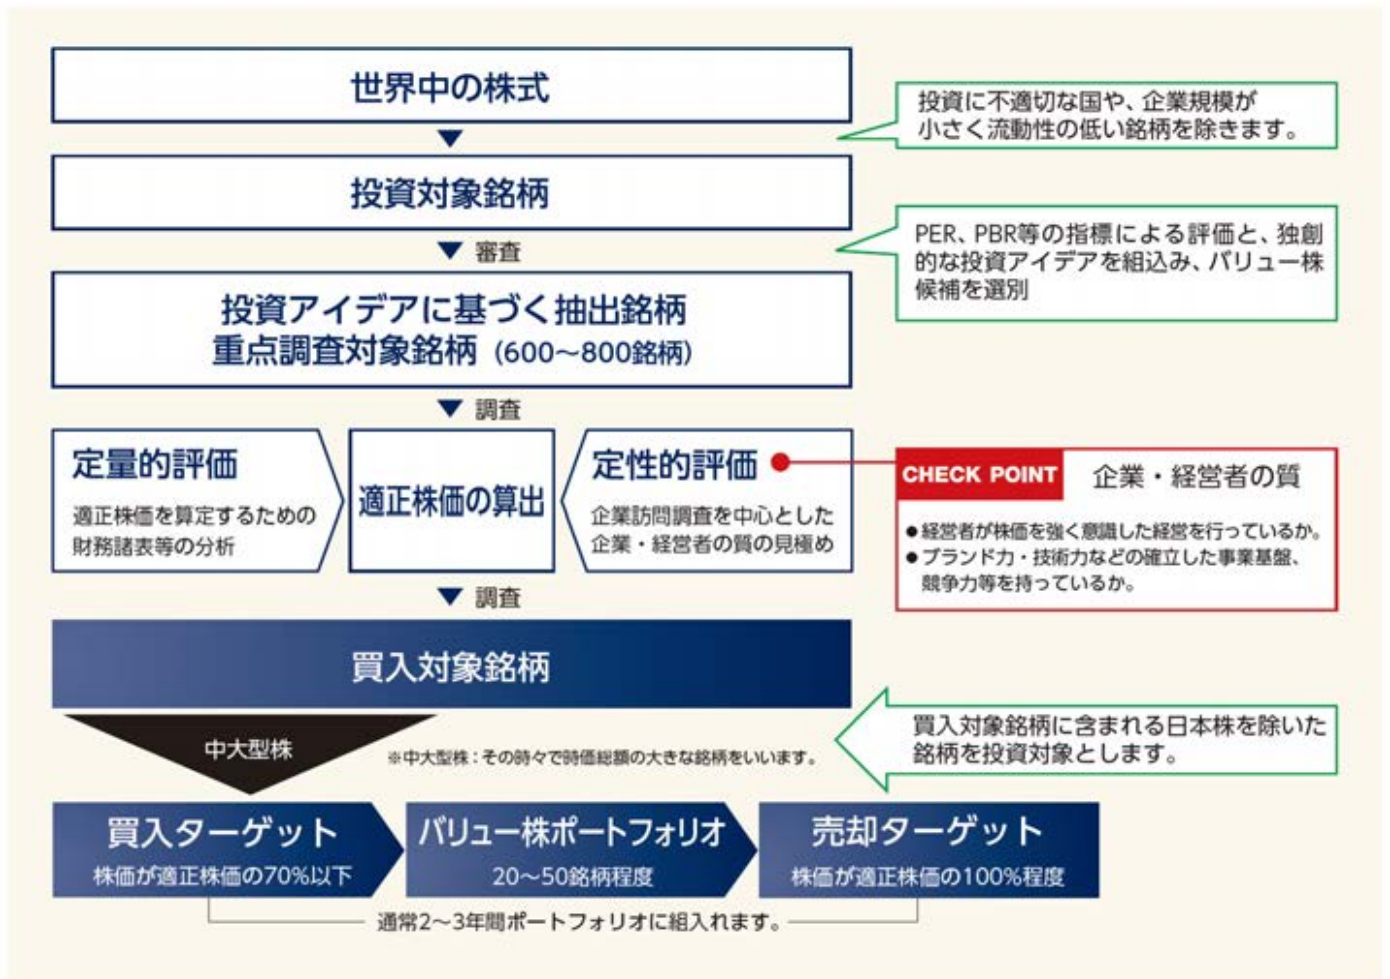 世界中の株式
投資に不適切な国や、企業規模が
小さく流動性の低い銘柄を除きます。
▼
投資対象銘柄
▼ 審査
PER、PBR等の指標による評価と、独創
的な投資アイデアを組込み、バリュー株
候補を選別
投資アイデアに基づく抽出銘柄
重点調査対象銘柄（600～800銘柄）
▼ 調査
定量的評価
適正株価を算定するための
財務諸表等の分析
適正株価の算出
定性的評価
企業訪問調査を中心とした
企業・経営者の質の見極め
CHECK POINT 企業・経営者の質
●経営者が株価を強く意識した経営を行っているか。
●ブランド力・技術力などの確立した事業基盤、
競争力等を持っているか。
▼ 調査
買入対象銘柄
買入対象銘柄に含まれる日本株を除いた
銘柄を投資対象とします。
中大型株
※中大型株：その時々で時価総額の大きな銘柄をいいます。
買入ターゲット
株価が適正株価の70%以下
バリュー株ポートフォリオ
20～50銘柄程度
売却ターゲット
株価が適正株価の100%程度
通常2～3年間ポートフォリオに組入れます。